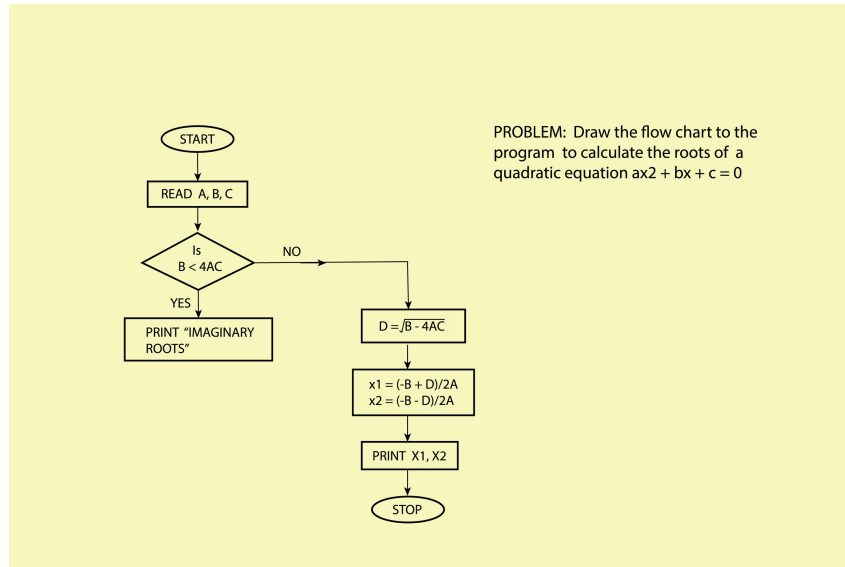 START
PROBLEM: Draw the flow chart to the
program to calculate the roots of a
quadratic equation ax2 + bx + c = 0
READ A, B, C
Is
B < 4AC
NO
YES
PRINT “IMAGINARY
ROOTS”
D = √B - 4AC
x1 = (-B + D)/2A
x2 = (-B - D)/2A
PRINT X1, X2
STOP